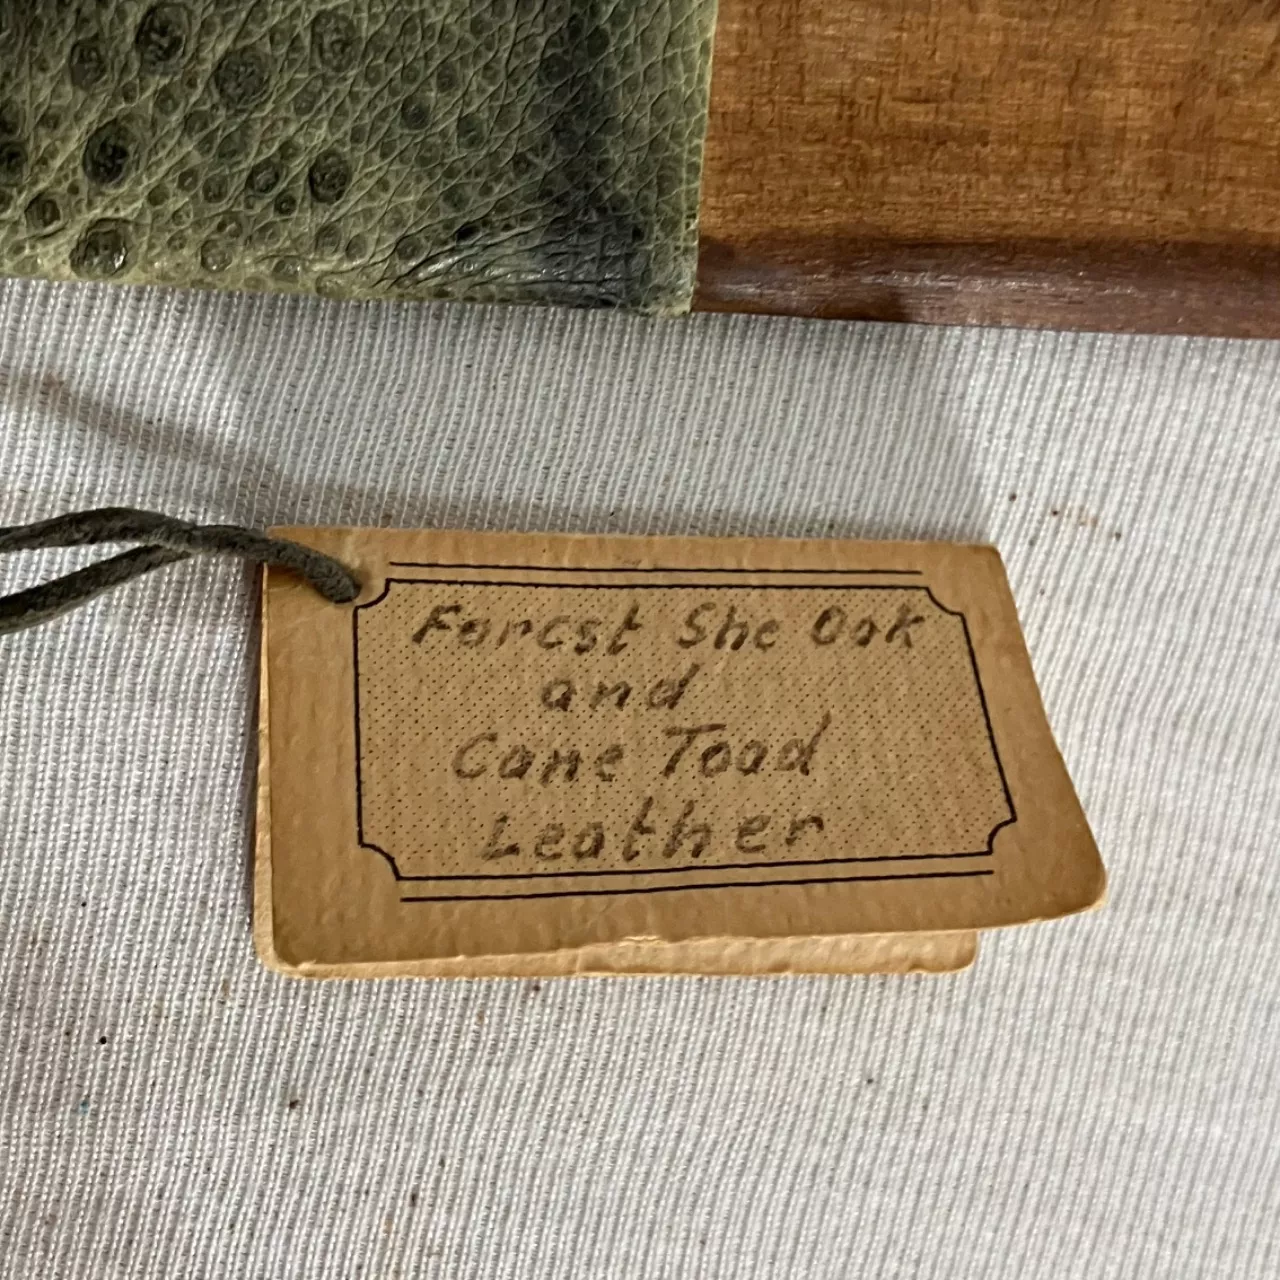 Forest She Oak
and
Cane Toad
Leather